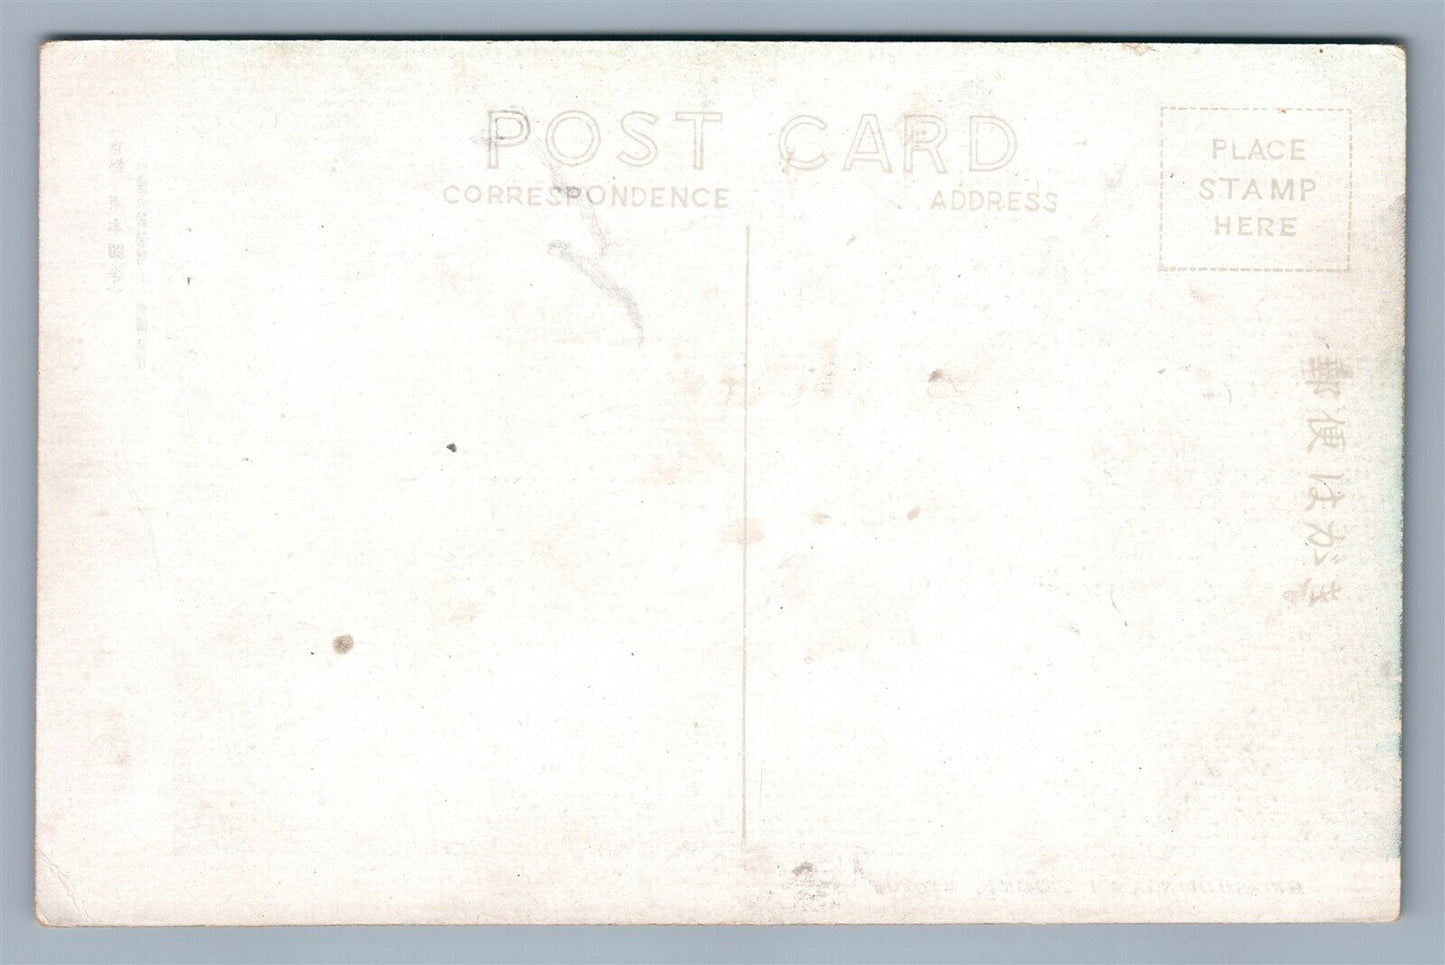 POST CARD
CORRESPONDENCE ADDRESS
PLACE
STAMP
HERE
郵便はがき